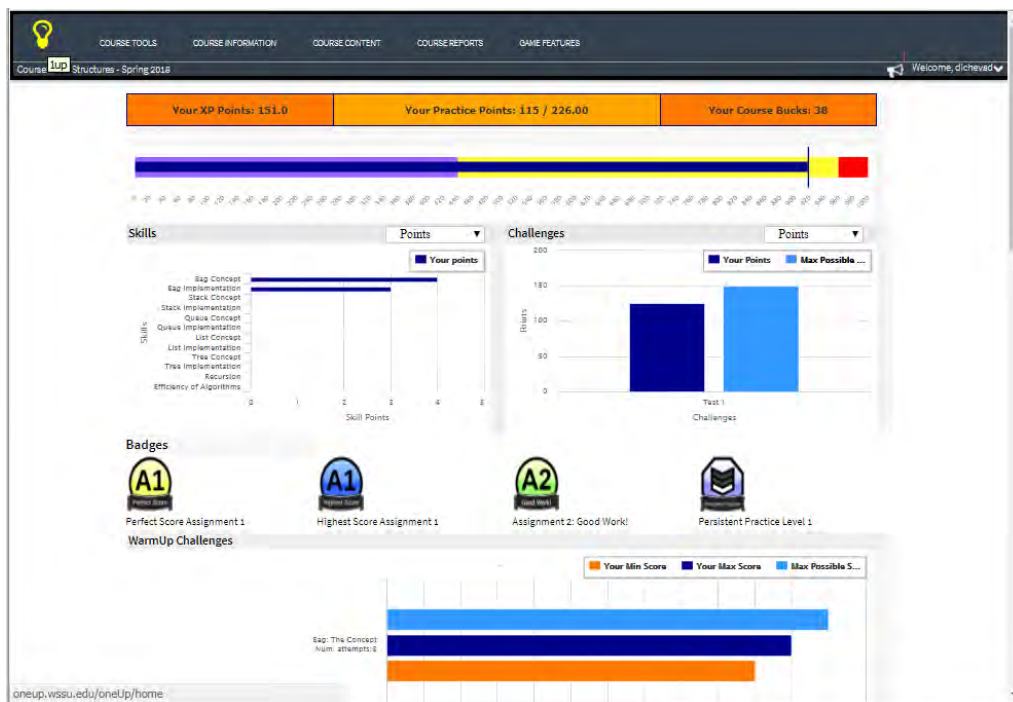 COURSE TOOLS COURSE INFORMATION COURSE CONTENT COURSE REPORTS GAME FEATURES
Course 1up Structures - Spring 2018 Welcome, dichevad
Your XP Points: 151.0 Your Practice Points: 115 / 226.00 Your Course Bucks: 38
Skills Points Challenges Points
Your points
Bag Concept
Bag Implementation
Stack Concept
Stack Implementation
Queue Concept
Queue Implementation
List Concept
List Implementation
Tree Concept
Tree Implementation
Recursion
Efficiency of Algorithms
Skills
0 1 2 3 4 5
Skill Points
Your Points Max Possible ...
200
150
100
50
0
Points
Test 1
Challenges
Badges
A1 A1 A2
Perfect Score Highest Score Good Work!
Perfect Score Assignment 1 Highest Score Assignment 1 Assignment 2: Good Work! Persistent Practice Level 1
WarmUp Challenges
Your Min Score Your Max Score Max Possible S...
Bag: The Concept
Num. attempts:
oneup.wssu.edu/oneUp/home